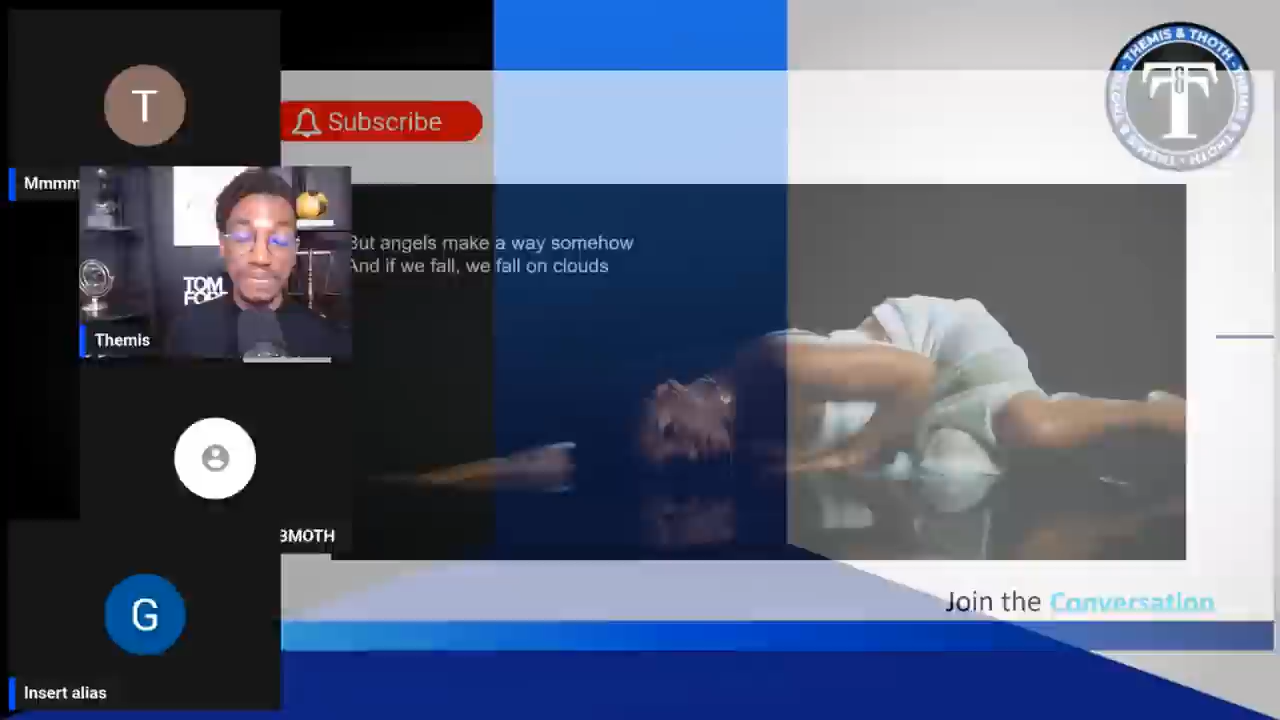 T
Mmmm
Subscribe
THEMIS & THOTH
TOM
FORD
Themis
But angels make a way somehow
And if we fall, we fall on clouds
3MOTH
G
Insert alias
Join the Conversation